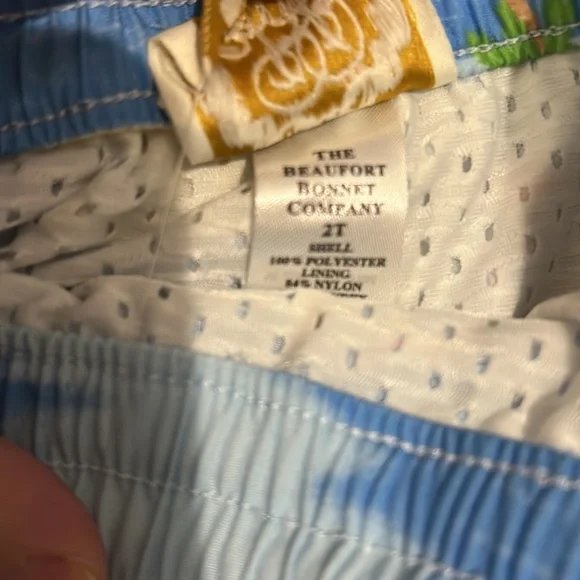 THE
BEAUFORT
BONNET
COMPANY
2T
SHELL
100% POLYESTER
LINING
84% NYLON